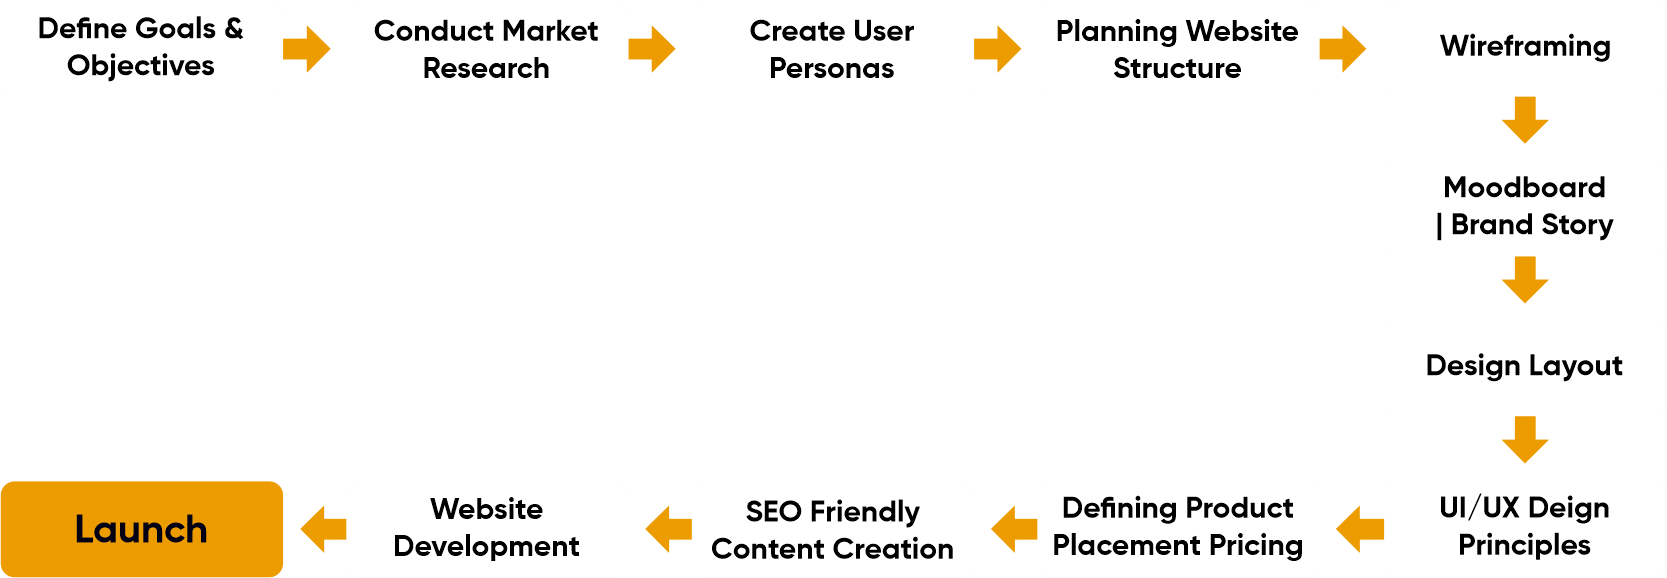 Define Goals &
Objectives
Conduct Market
Research
Create User
Personas
Planning Website
Structure
Wireframing
Moodboard
| Brand Story
Design Layout
UI/UX Deign
Principles
Defining Product
Placement Pricing
SEO Friendly
Content Creation
Website
Development
Launch